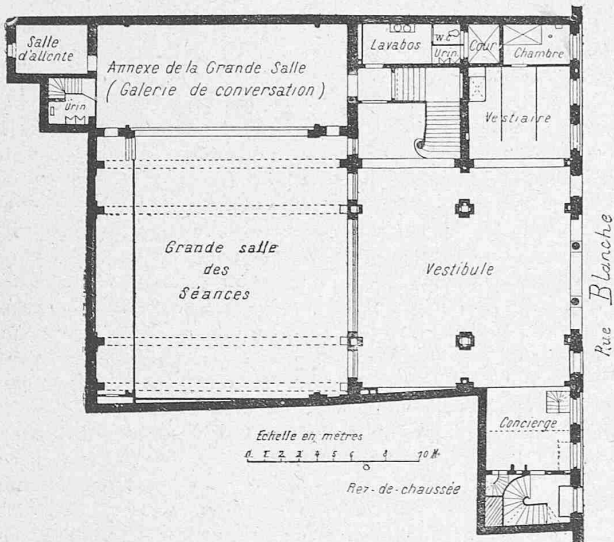 Salle
d'attente
Urin.
Annexe de la Grande Salle
(Galerie de conversation)
Lavabos
W.C.
Urin.
Cour
Chambre
Vestiaire
Grande salle
des
Séances
Vestibule
Rue Blanche
Concierge
Echelle en mètres
0 1 2 3 4 5 6 8 10 M.
Rez-de-chaussée